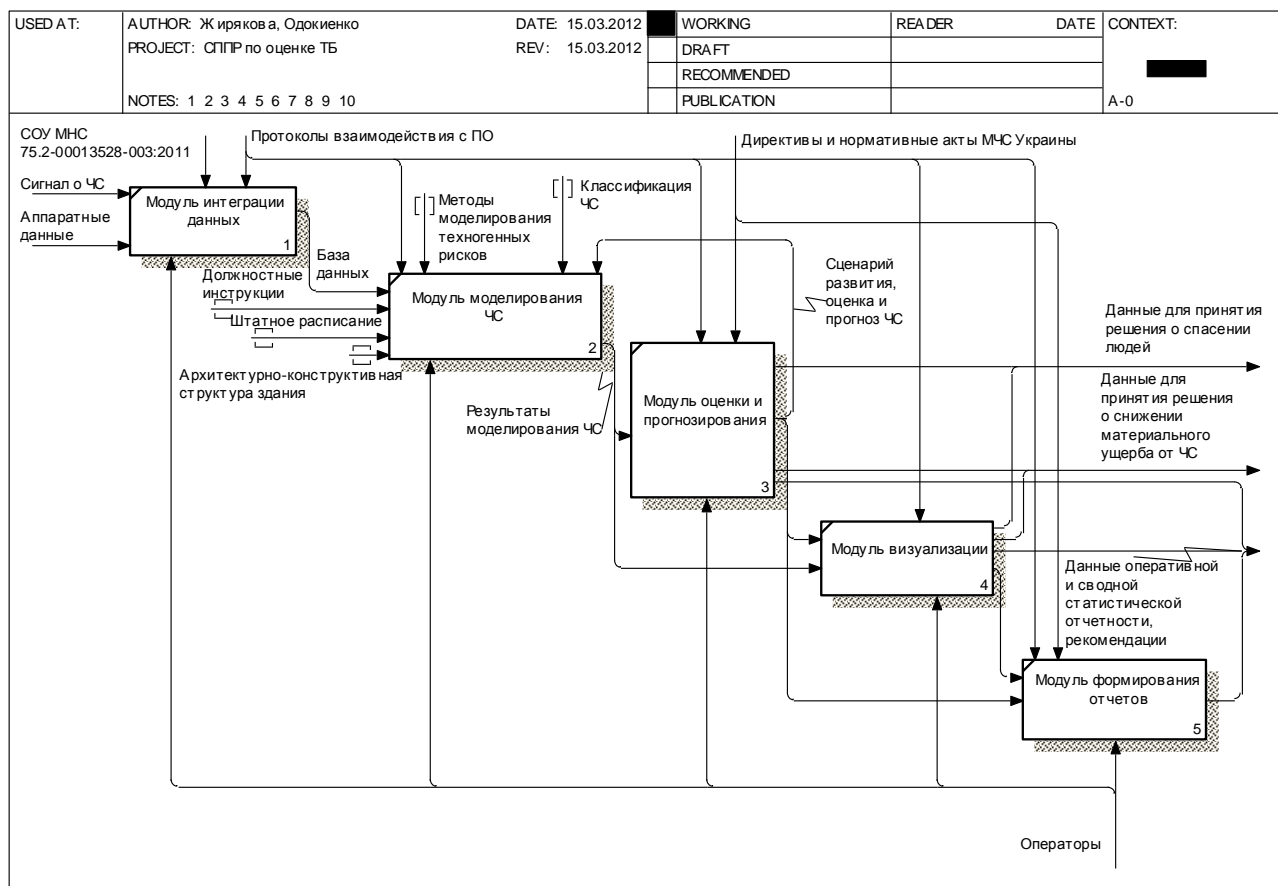 USED AT:
AUTHOR: Жирякова, Одокиенко
DATE: 15.03.2012
WORKING
READER
DATE
CONTEXT:
PROJECT: СППР по оценке ТБ
REV: 15.03.2012
DRAFT
RECOMMENDED
NOTES: 1 2 3 4 5 6 7 8 9 10
PUBLICATION
A-0
СОУ МНС
75.2-00013528-003:2011
Протоколы взаимодействия с ПО
Директивы и нормативные акты МЧС Украины
Сигнал о ЧС
Аппаратные
данные
Модуль интеграции
данных
1
Методы
моделирования
техногенных
рисков
Классификация
ЧС
База
данных
Должностные
инструкции
Штатное расписание
Архитектурно-конструктивная
структура здания
Модуль моделирования
ЧС
2
Сценарий
развития,
оценка и
прогноз ЧС
Результаты
моделирования ЧС
Модуль оценки и
прогнозирования
3
Данные для принятия
решения о спасении
людей
Данные для
принятия решения
о снижении
материального
ущерба от ЧС
Модуль визуализации
4
Данные оперативной
и сводной
статистической
отчетности,
рекомендации
Модуль формирования
отчетов
5
Операторы